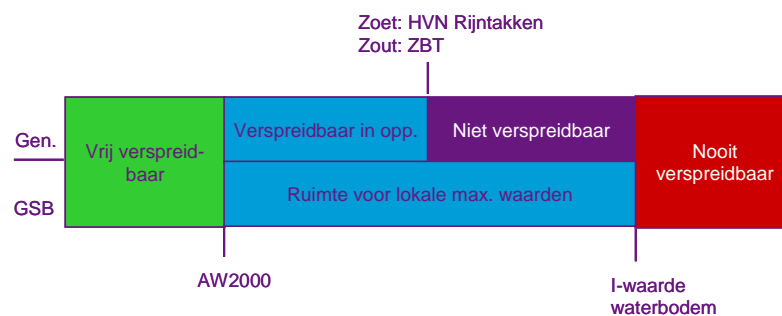 Zoet: HVN Rijntakken
Zout: ZBT
Gen.
GSB
Vrij verspreid-
baar
Verspreidbaar in opp.
Niet verspreidbaar
Ruimte voor lokale max. waarden
Nooit
verspreidbaar
AW2000
I-waarde
waterbodem